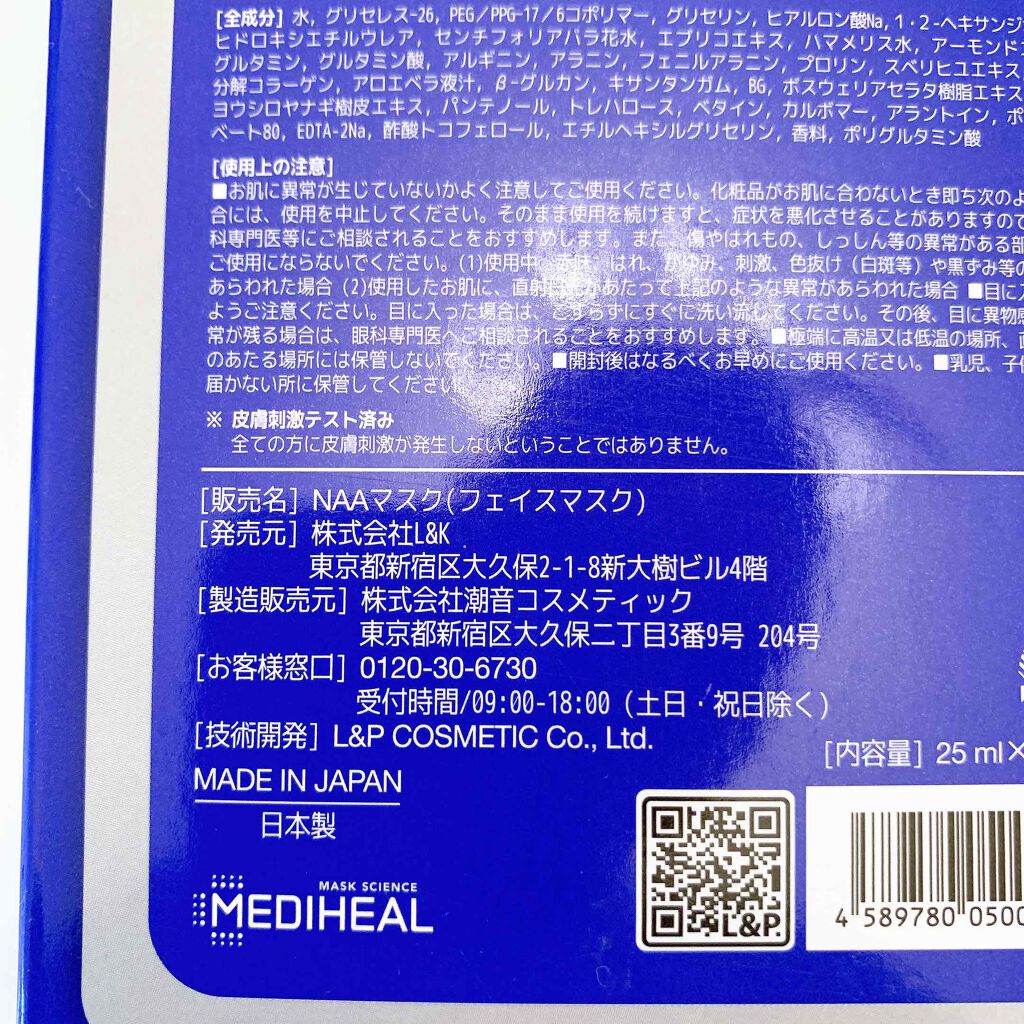 [全成分] 水, グリセレス-26, PEG/PPG-17/6コポリマー, グリセリン, ヒアルロン酸Na, 1・2-ヘキサンジ
ヒドロキシエチルウレア, センチフォリアバラ花水, エブリコエキス, ハマメリス水, アーモンド
グルタミン, グルタミン酸, アルギニン, アラニン, フェニルアラニン, プロリン, スベリヒユエキス
分解コラーゲン, アロエベラ液汁, β-グルカン, キサンタンガム, BG, ボスウェリアセラタ樹脂エキス
ヨウシロヤナギ樹皮エキス, パンテノール, トレハロース, ベタイン, カルボマー, アラントイン, ポ
ベート80, EDTA-2Na, 酢酸トコフェロール, エチルヘキシルグリセリン, 香料, ポリグルタミン酸
[使用上の注意]
■お肌に異常が生じていないかよく注意してご使用ください。化粧品がお肌に合わないとき即ち次のよ
合には、使用を中止してください。そのまま使用を続けますと、症状を悪化させることがありますので
科専門医等にご相談されることをおすすめします。また、傷やはれもの、しっしん等の異常がある部
ご使用にならないでください。(1)使用中、赤味、はれ、かゆみ、刺激、色抜け(白斑等)や黒ずみ等の
あらわれた場合 (2)使用したお肌に、直射日光があたって上記のような異常があらわれた場合 ■目に入
ようご注意ください。目に入った場合は、こすらずにすぐに洗い流してください。その後、目に異物感
常が残る場合は、眼科専門医へご相談されることをおすすめします。■極端に高温又は低温の場所、直
のあたる場所には保管しないでください。■開封後はなるべくお早めにご使用ください。■乳児、子供
届かない所に保管してください。
※ 皮膚刺激テスト済み
全ての方に皮膚刺激が発生しないということではありません。
[販売名] NAAマスク(フェイスマスク)
[発売元] 株式会社L&K
東京都新宿区大久保2-1-8新大樹ビル4階
[製造販売元] 株式会社潮音コスメティック
東京都新宿区大久保二丁目3番9号 204号
[お客様窓口] 0120-30-6730
受付時間/09:00-18:00 (土日・祝日除く)
[技術開発] L&P COSMETIC Co., Ltd.
[内容量] 25 ml×
MADE IN JAPAN
日本製
MASK SCIENCE
MEDIHEAL
L&P.
4 589780 0500